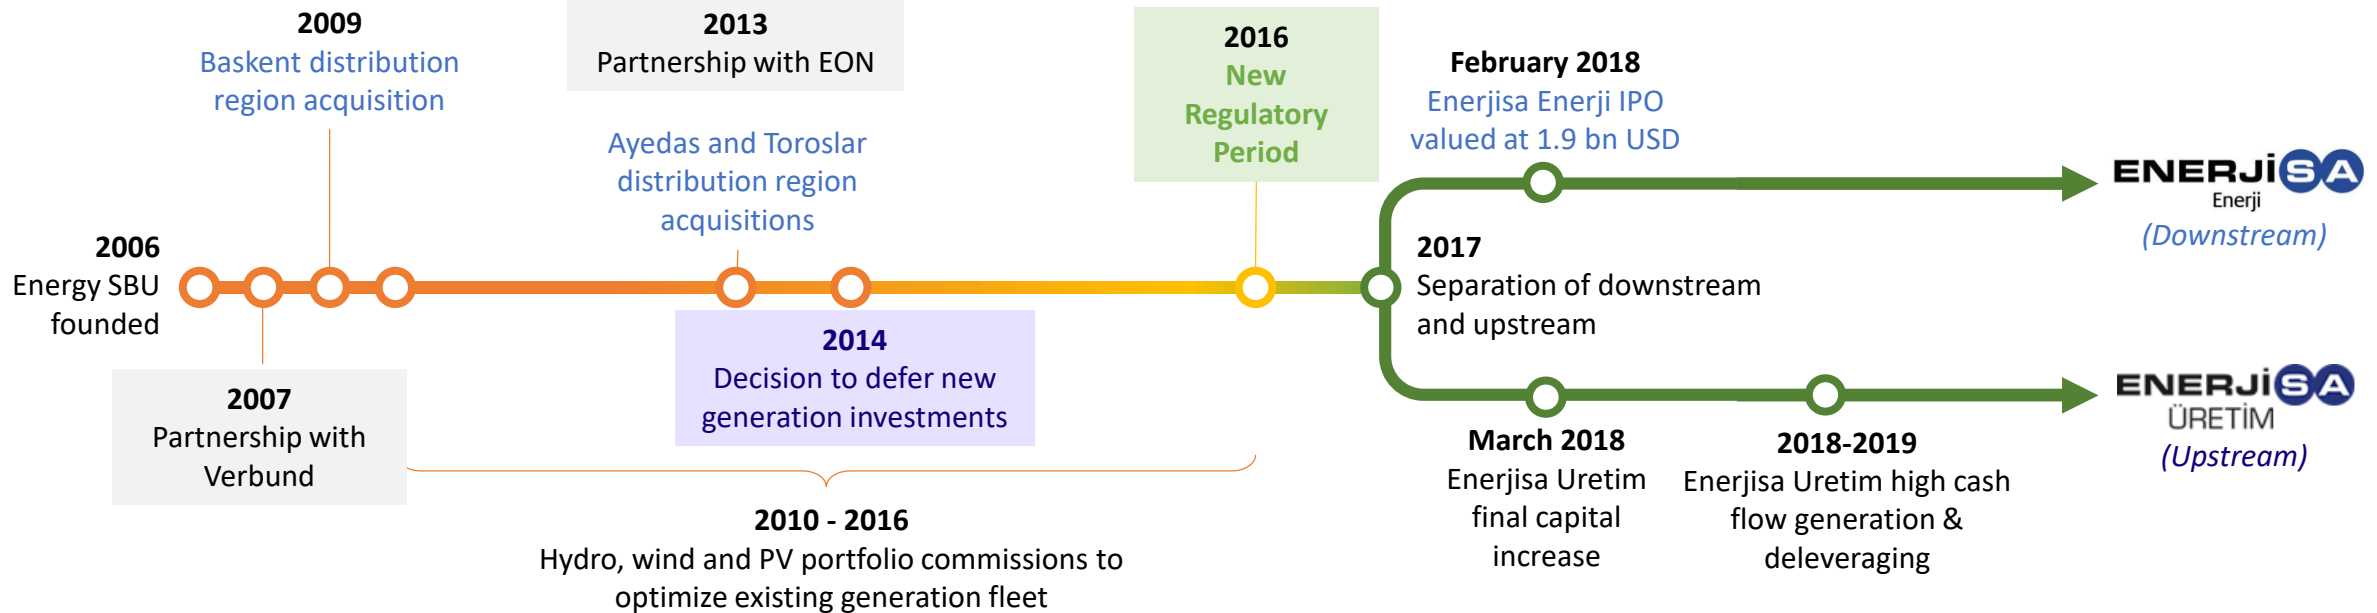 2006
Energy SBU
founded
2007
Partnership with
Verbund
2009
Baskent distribution
region acquisition
2013
Partnership with EON
Ayedas and Toroslar
distribution region
acquisitions
2014
Decision to defer new
generation investments
2010 - 2016
Hydro, wind and PV portfolio commissions to
optimize existing generation fleet
2016
New
Regulatory
Period
2017
Separation of downstream
and upstream
February 2018
Enerjisa Enerji IPO
valued at 1.9 bn USD
ENERJİSA
Enerji
(Downstream)
March 2018
Enerjisa Uretim
final capital
increase
2018-2019
Enerjisa Uretim high cash
flow generation &
deleveraging
ENERJİSA
ÜRETİM
(Upstream)